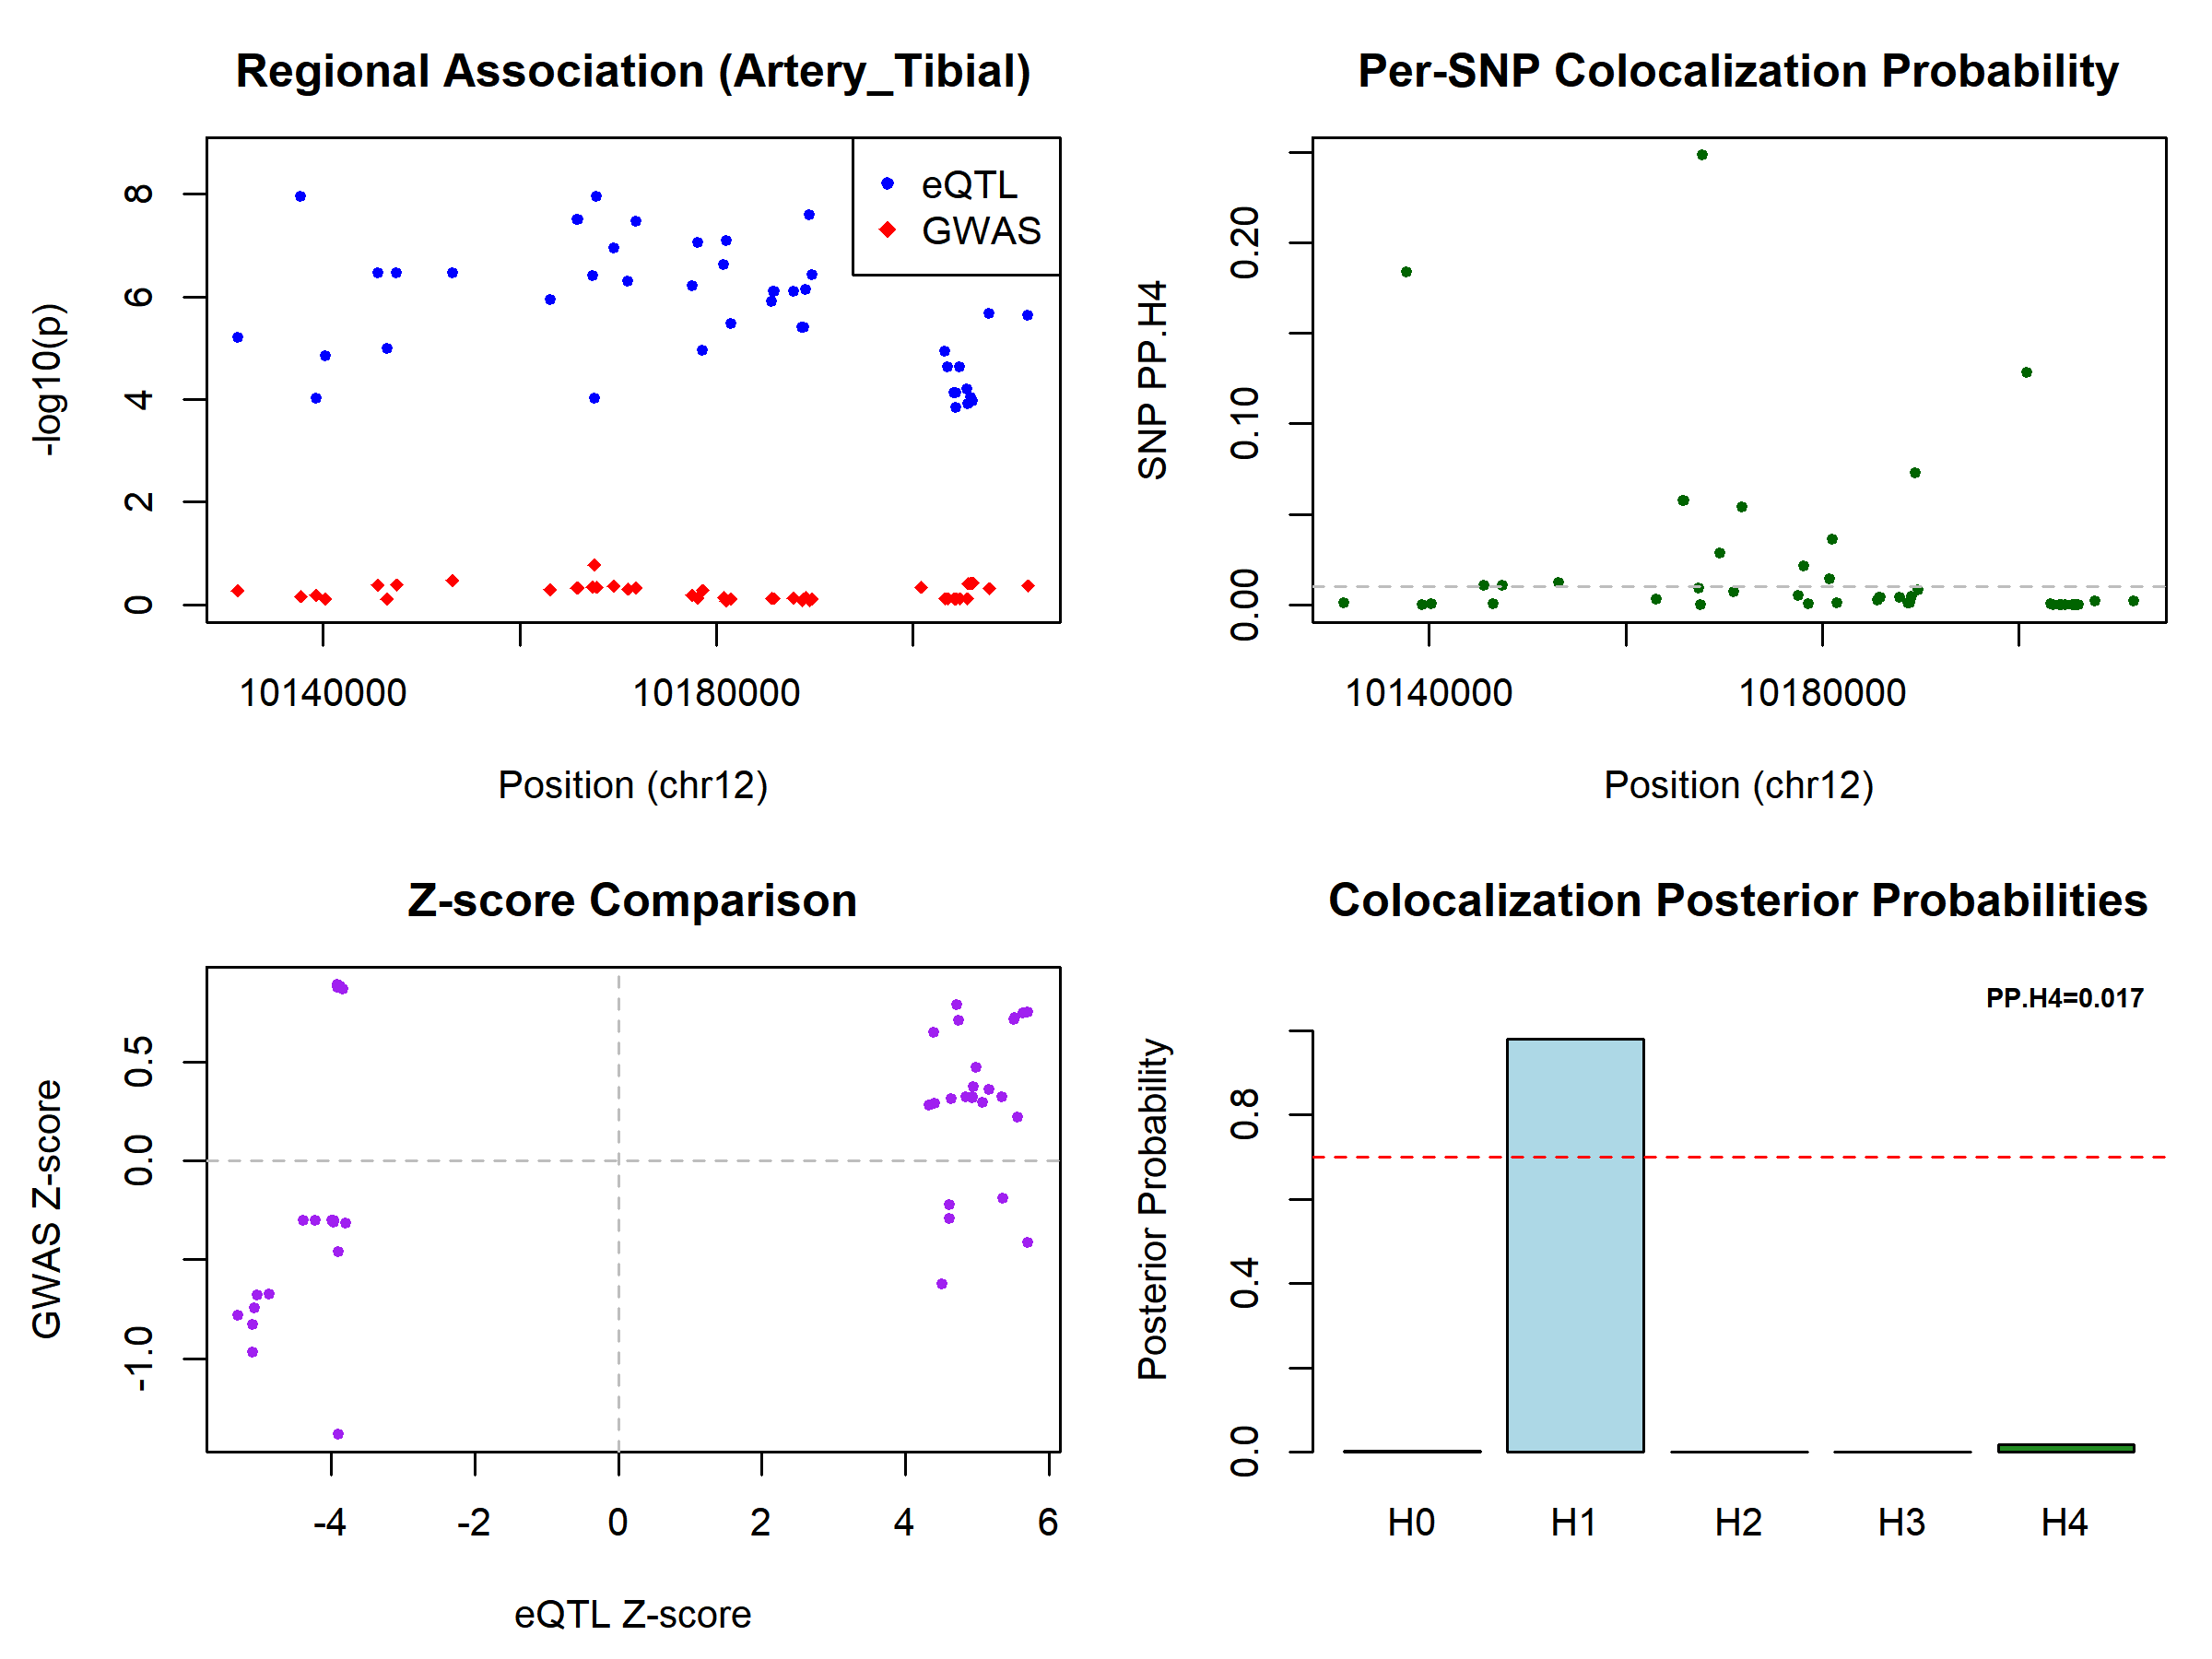 Regional Association (Artery_Tibial)
-log10(p)
8
6
4
2
0
eQTL
GWAS
10140000
10180000
Position (chr12)
Per-SNP Colocalization Probability
SNP PP.H4
0.20
0.10
0.00
10140000
10180000
Position (chr12)
Z-score Comparison
GWAS Z-score
0.5
0.0
-1.0
-4
-2
0
2
4
6
eQTL Z-score
Colocalization Posterior Probabilities
PP.H4=0.017
Posterior Probability
0.8
0.4
0.0
H0
H1
H2
H3
H4